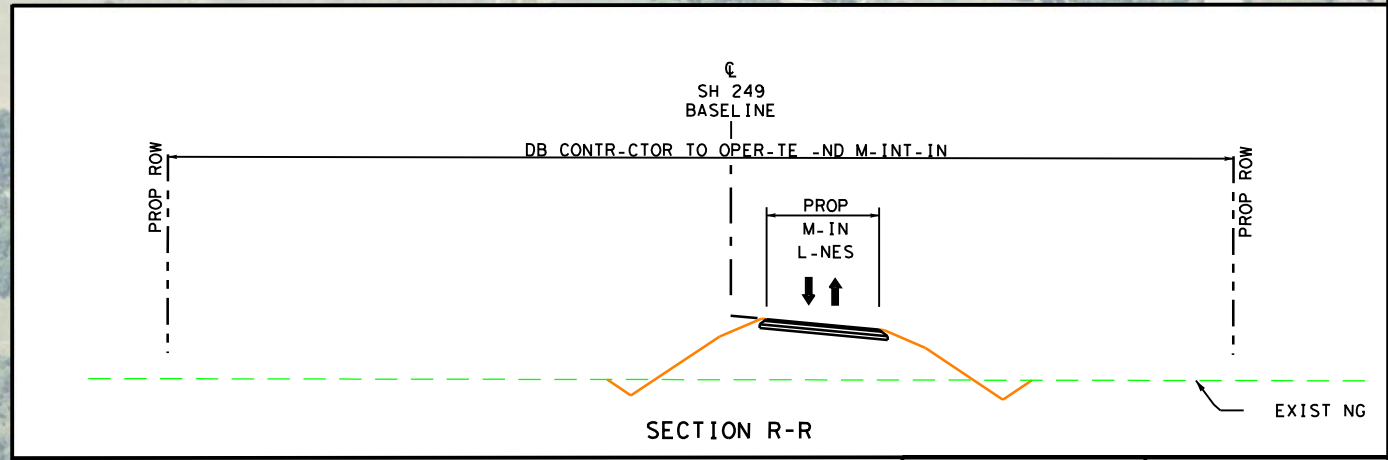 ℄
SH 249
BASELINE
DB CONTR-CTOR TO OPER-TE -ND M-INT-IN
PROP ROW
PROP ROW
PROP
M-IN
L-NES
EXIST NG
SECTION R-R